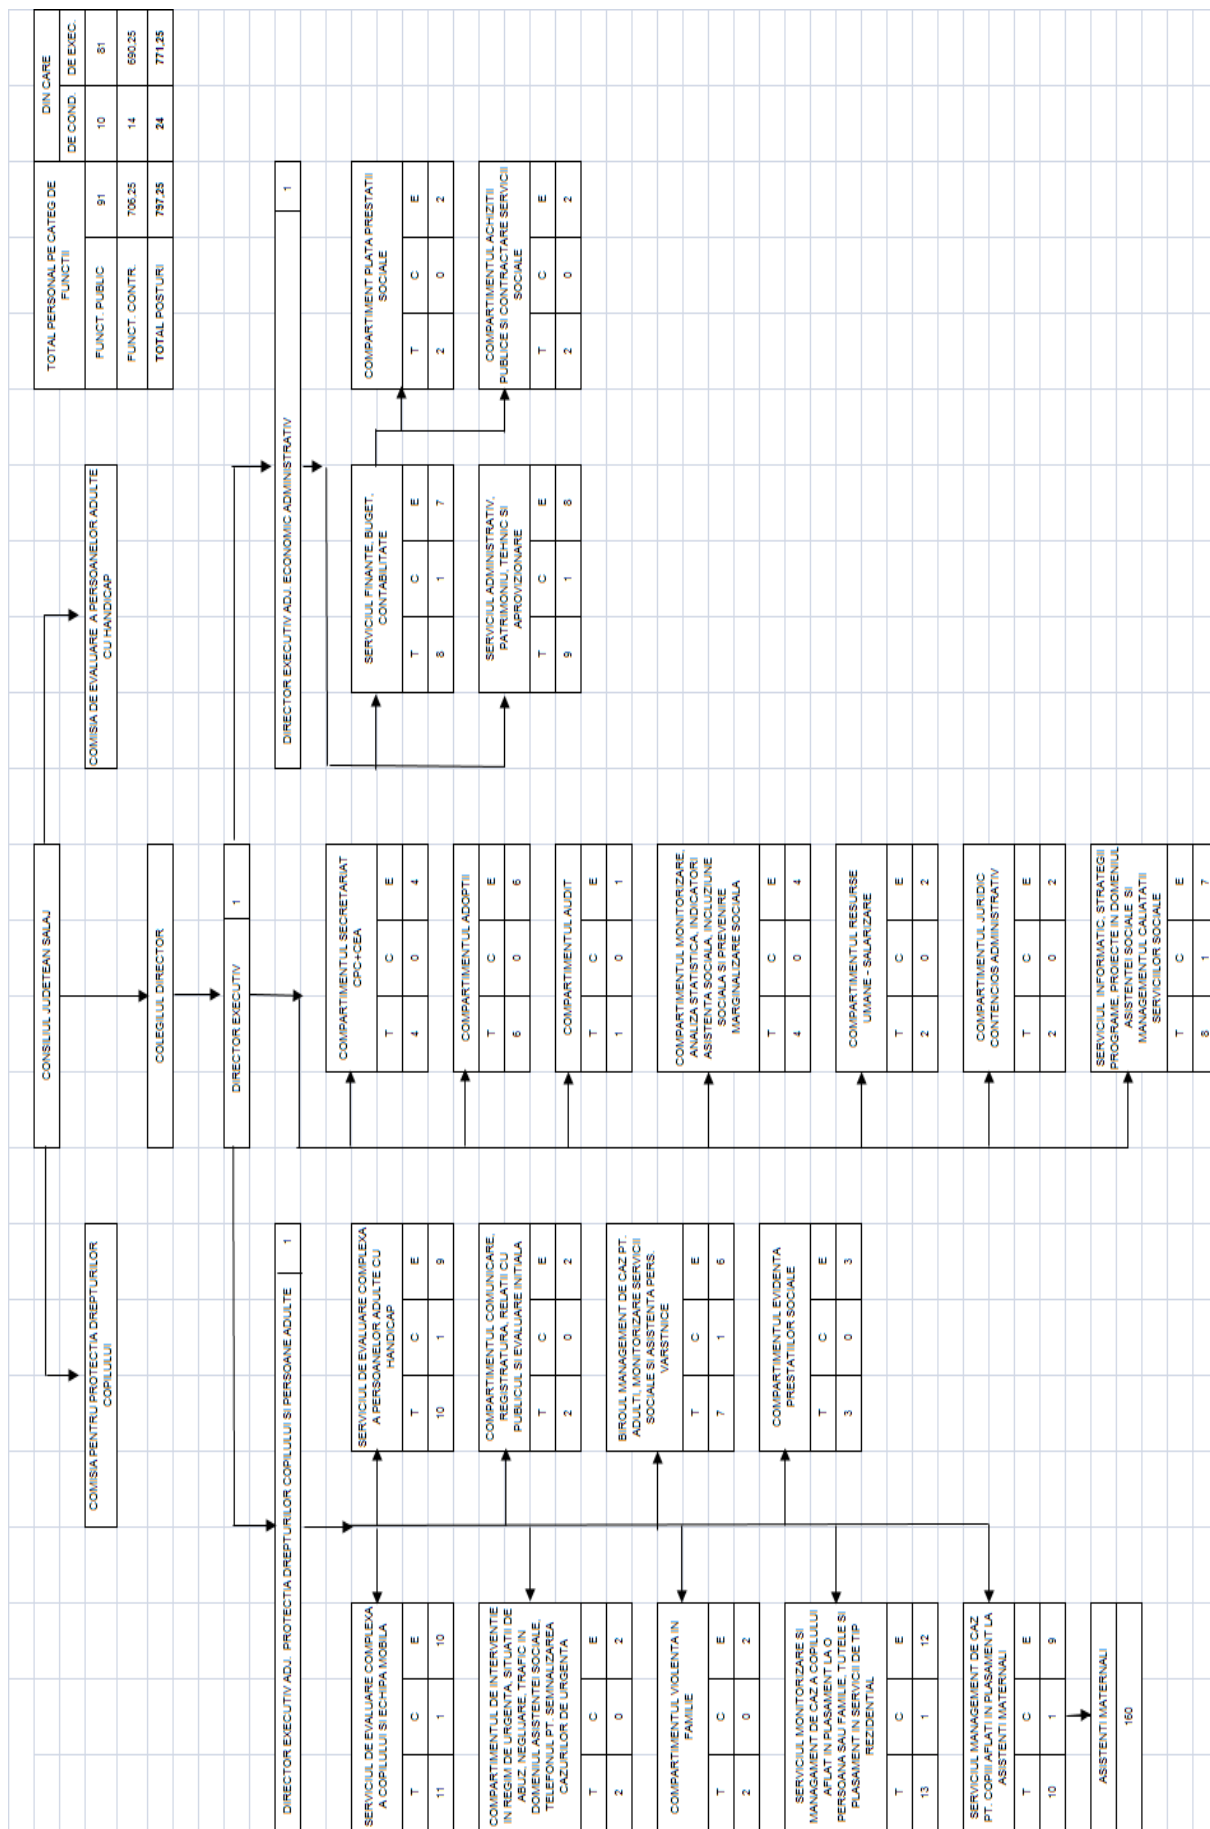 CONSILIUL JUDETEAN SALAJ
TOTAL PERSONAL PE CATEG DE
FUNCTII
DIN CARE
DE COND.
DE EXEC.
FUNCT. PUBLIC
91
10
81
FUNCT. CONTR.
706,25
14
690,25
TOTAL POSTURI
797,25
24
771,25
COMISIA PENTRU PROTECTIA DREPTURILOR
COPILULUI
COMISIA DE EVALUARE A PERSOANELOR ADULTE
CU HANDICAP
COLEGIUL DIRECTOR
DIRECTOR EXECUTIV
1
DIRECTOR EXECUTIV ADJ. PROTECTIA DREPTURILOR COPILULUI SI PERSOANE ADULTE
1
DIRECTOR EXECUTIV ADJ. ECONOMIC ADMINISTRATIV
1
SERVICIUL DE EVALUARE COMPLEXA
A COPILULUI SI ECHIPA MOBILA
T C E
11 1 10
COMPARTIMENTUL DE INTERVENTIE
IN REGIM DE URGENTA, SITUATII DE
ABUZ, NEGLIJARE, TRAFIC IN
DOMENIUL ASISTENTEI SOCIALE,
TELEFONUL PT. SEMNALIZAREA
CAZURILOR DE URGENTA
T C E
2 0 2
COMPARTIMENTUL VIOLENTA IN
FAMILIE
T C E
2 0 2
SERVICIUL MONITORIZARE SI
MANAGAMENT DE CAZ A COPILULUI
AFLAT IN PLASAMENT LA O
PERSOANA SAU FAMILIE, TUTELE SI
PLASAMENT IN SERVICII DE TIP
REZIDENTIAL
T C E
13 1 12
SERVICIUL MANAGEMENT DE CAZ
PT. COPIII AFLATI IN PLASAMENT LA
ASISTENTI MATERNALI
T C E
10 1 9
ASISTENTI MATERNALI
160
SERVICIUL DE EVALUARE COMPLEXA
A PERSOANELOR ADULTE CU
HANDICAP
T C E
10 1 9
COMPARTIMENTUL COMUNICARE,
REGISTRATURA, RELATII CU
PUBLICUL SI EVALUARE INITIALA
T C E
2 0 2
BIROUL MANAGEMENT DE CAZ PT.
ADULTI, MONITORIZARE SERVICII
SOCIALE SI ASISTENTA PERS.
VARSTNICE
T C E
7 1 6
COMPARTIMENTUL EVIDENTA
PRESTATIILOR SOCIALE
T C E
3 0 3
COMPARTIMENTUL SECRETARIAT
CPC+CEA
T C E
4 0 4
COMPARTIMENTUL ADOPTII
T C E
6 0 6
COMPARTIMENTUL AUDIT
T C E
1 0 1
COMPARTIMENTUL MONITORIZARE,
ANALIZA STATISTICA, INDICATORI
ASISTENTA SOCIALA, INCLUZIUNE
SOCIALA SI PREVENIRE
MARGINALIZARE SOCIALA
T C E
4 0 4
COMPARTIMENTUL RESURSE
UMANE - SALARIZARE
T C E
2 0 2
COMPARTIMENTUL JURIDIC
CONTENCIOS ADMINISTRATIV
T C E
2 0 2
SERVICIUL INFORMATIC, STRATEGII
PROGRAME, PROIECTE IN DOMENIUL
ASISTENTEI SOCIALE SI
MANAGEMENTUL CALIATATII
SERVICIILOR SOCIALE
T C E
8 1 7
SERVICIUL FINANTE, BUGET,
CONTABILITATE
T C E
8 1 7
SERVICIUL ADMINISTRATIV,
PATRIMONIU, TEHNIC SI
APROVIZIONARE
T C E
9 1 8
COMPARTIMENT PLATA PRESTATII
SOCIALE
T C E
2 0 2
COMPARTIMENTUL ACHIZITII
PUBLICE SI CONTRACTARE SERVICII
SOCIALE
T C E
2 0 2